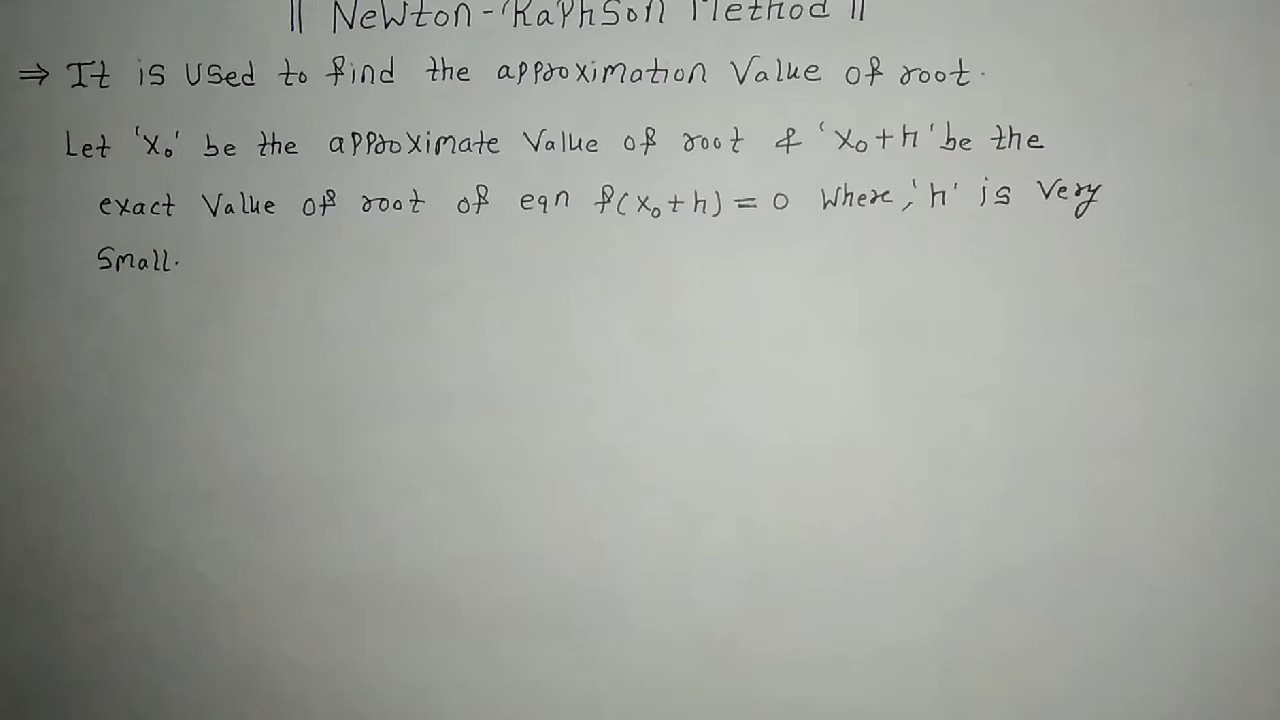 || Newton-Raphson Method ||
⇒ It is used to find the approximation value of root.
Let 'x₀' be the approximate value of root & 'x₀+h' be the
exact value of root of eqn f(x₀+h) = 0 where, 'h' is very
small.